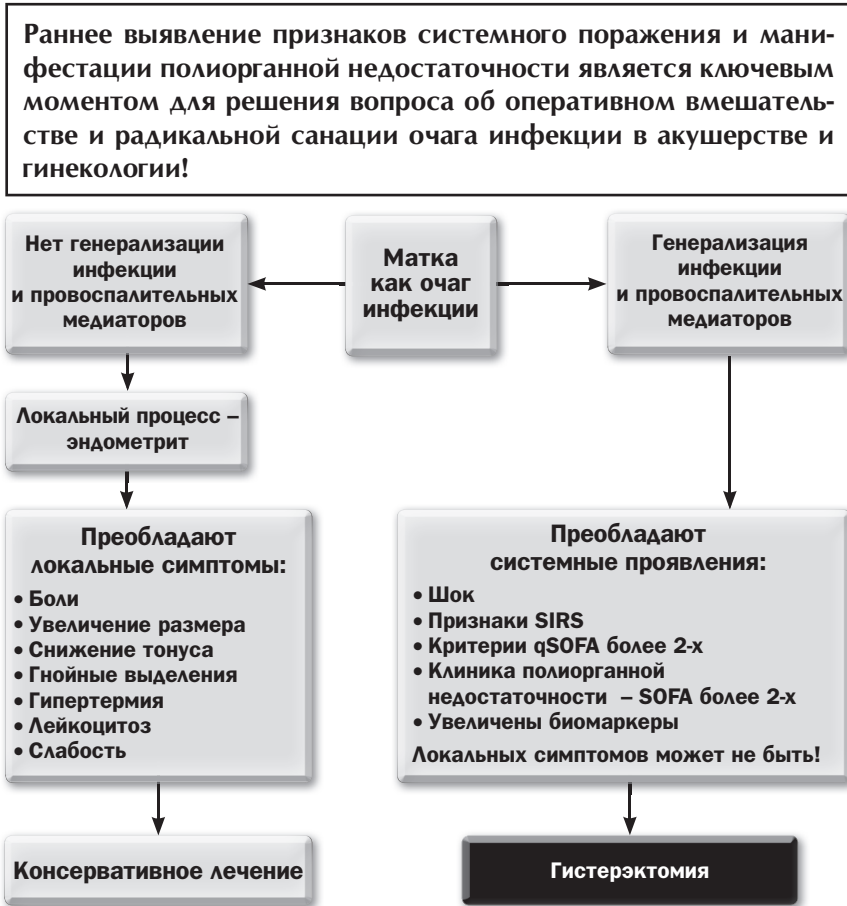 Раннее выявление признаков системного поражения и мани-
фестации полиорганной недостаточности является ключевым
моментом для решения вопроса об оперативном вмешатель-
стве и радикальной санации очага инфекции в акушерстве и
гинекологии!
Нет генерализации
инфекции
и провоспалительных
медиаторов
Матка
как очаг
инфекции
Генерализация
инфекции
и провоспалительных
медиаторов
Локальный процесс –
эндометрит
Преобладают
локальные симптомы:
• Боли
• Увеличение размера
• Снижение тонуса
• Гнойные выделения
• Гипертермия
• Лейкоцитоз
• Слабость
Преобладают
системные проявления:
• Шок
• Признаки SIRS
• Критерии qSOFA более 2-х
• Клиника полиорганной
недостаточности – SOFA более 2-х
• Увеличены биомаркеры
Локальных симптомов может не быть!
Консервативное лечение
Гистерэктомия